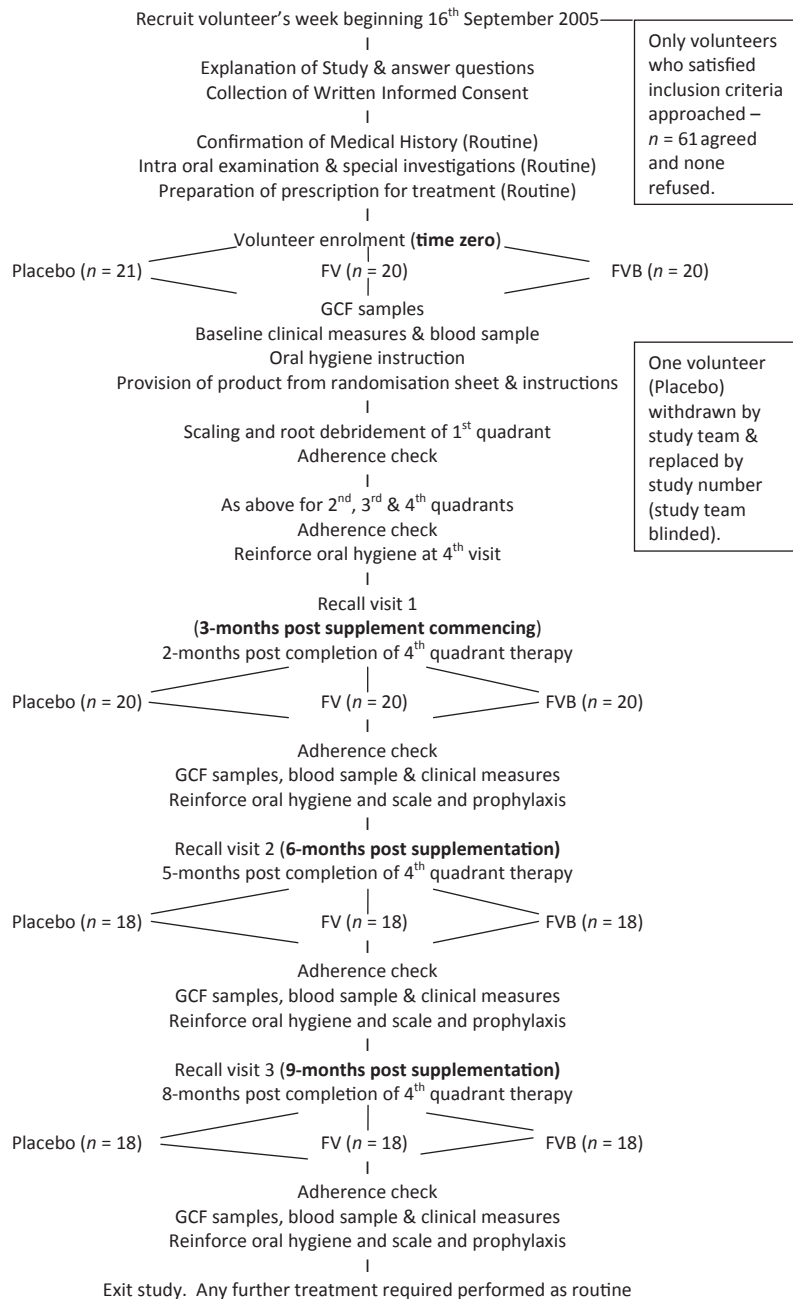 Recruit volunteer's week beginning 16th September 2005
Only volunteers
who satisfied
inclusion criteria
approached –
n = 61 agreed
and none
refused.
Explanation of Study & answer questions
Collection of Written Informed Consent
Confirmation of Medical History (Routine)
Intra oral examination & special investigations (Routine)
Preparation of prescription for treatment (Routine)
Volunteer enrolment (time zero)
Placebo (n = 21) FV (n = 20) FVB (n = 20)
GCF samples
Baseline clinical measures & blood sample
Oral hygiene instruction
Provision of product from randomisation sheet & instructions
One volunteer
(Placebo)
withdrawn by
study team &
replaced by
study number
(study team
blinded).
Scaling and root debridement of 1st quadrant
Adherence check
As above for 2nd, 3rd & 4th quadrants
Adherence check
Reinforce oral hygiene at 4th visit
Recall visit 1
(3-months post supplement commencing)
2-months post completion of 4th quadrant therapy
Placebo (n = 20) FV (n = 20) FVB (n = 20)
Adherence check
GCF samples, blood sample & clinical measures
Reinforce oral hygiene and scale and prophylaxis
Recall visit 2 (6-months post supplementation)
5-months post completion of 4th quadrant therapy
Placebo (n = 18) FV (n = 18) FVB (n = 18)
Adherence check
GCF samples, blood sample & clinical measures
Reinforce oral hygiene and scale and prophylaxis
Recall visit 3 (9-months post supplementation)
8-months post completion of 4th quadrant therapy
Placebo (n = 18) FV (n = 18) FVB (n = 18)
Adherence check
GCF samples, blood sample & clinical measures
Reinforce oral hygiene and scale and prophylaxis
Exit study. Any further treatment required performed as routine